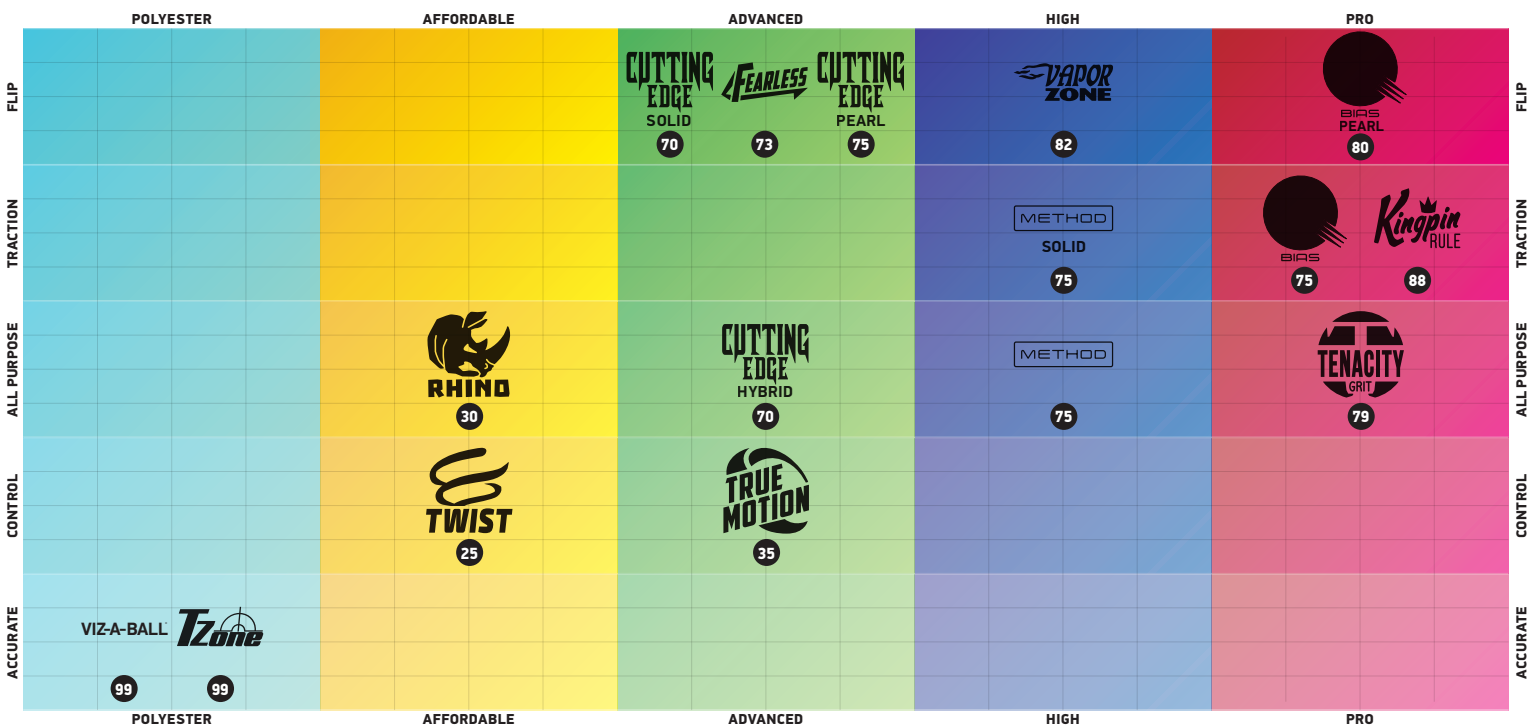 POLYESTER AFFORDABLE ADVANCED HIGH PRO
FLIP FLIP
CUTTING EDGE SOLID
70
FEARLESS
73
CUTTING EDGE PEARL
75
VAPOR ZONE
82
BIAS PEARL
80
TRACTION TRACTION
METHOD
SOLID
75
BIAS
75
Kingpin RULE
88
ALL PURPOSE ALL PURPOSE
RHINO
30
CUTTING EDGE HYBRID
70
METHOD
75
TENACITY
GRIT
79
CONTROL CONTROL
TWIST
25
TRUE MOTION
35
ACCURATE ACCURATE
VIZ-A-BALL
99
TZone
99
POLYESTER AFFORDABLE ADVANCED HIGH PRO